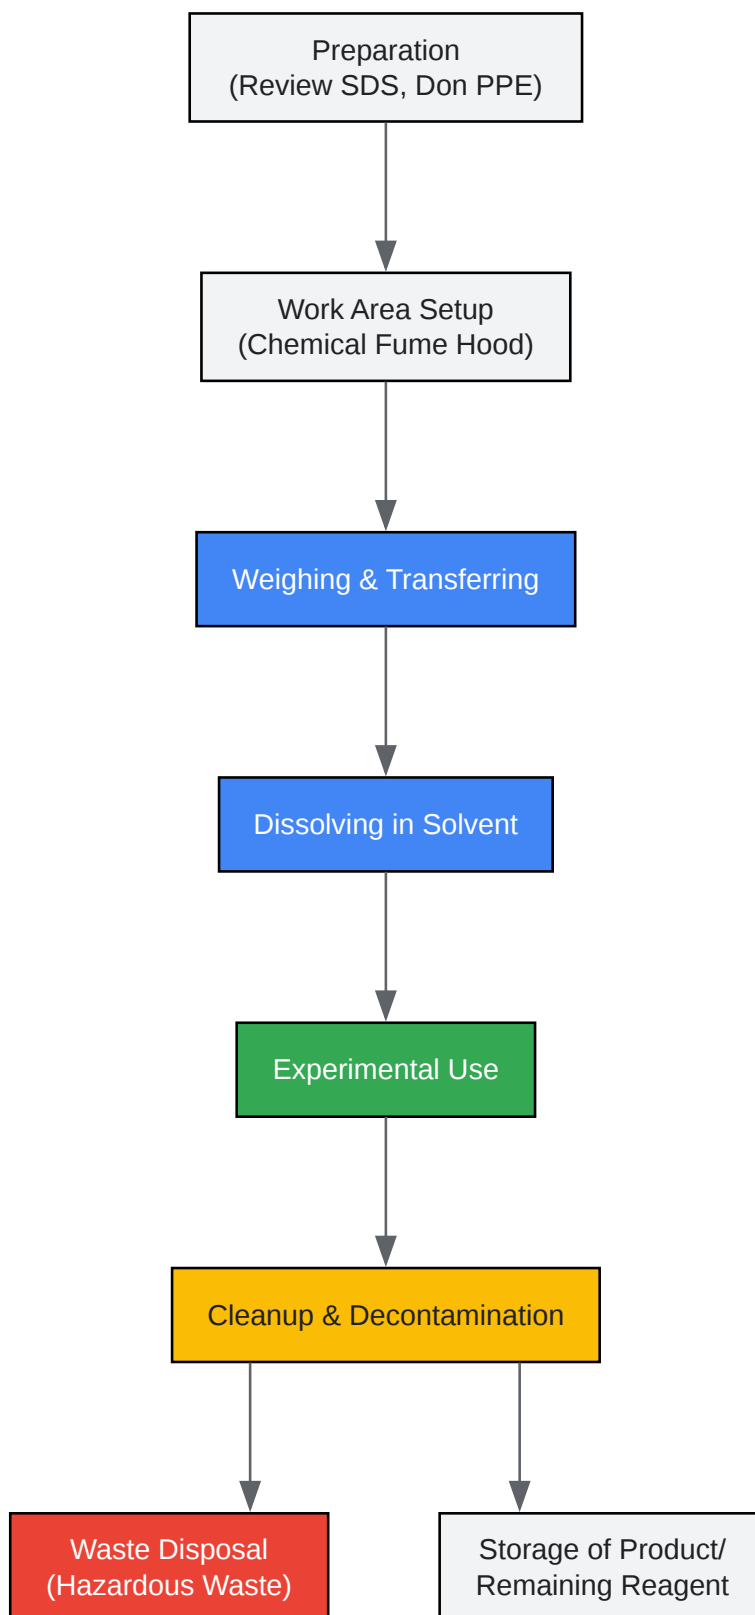 Preparation
(Review SDS, Don PPE)
Work Area Setup
(Chemical Fume Hood)
Weighing & Transferring
Dissolving in Solvent
Experimental Use
Cleanup & Decontamination
Waste Disposal
(Hazardous Waste)
Storage of Product/
Remaining Reagent